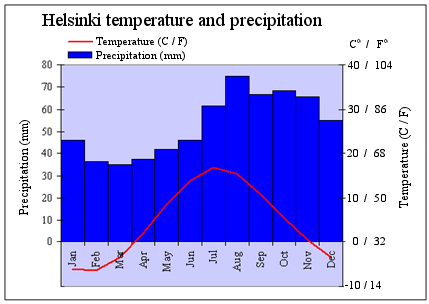 Helsinki temperature and precipitation
Temperature (C / F)
Precipitation (mm)
C° / F°
80
70
60
50
40
30
20
10
0
Precipitation (mm)
40 / 104
30 / 86
20 / 68
10 / 50
0 / 32
-10 / 14
Temperature (C / F)
Jan
Feb
Mar
Apr
May
Jun
Jul
Aug
Sep
Oct
Nov
Dec